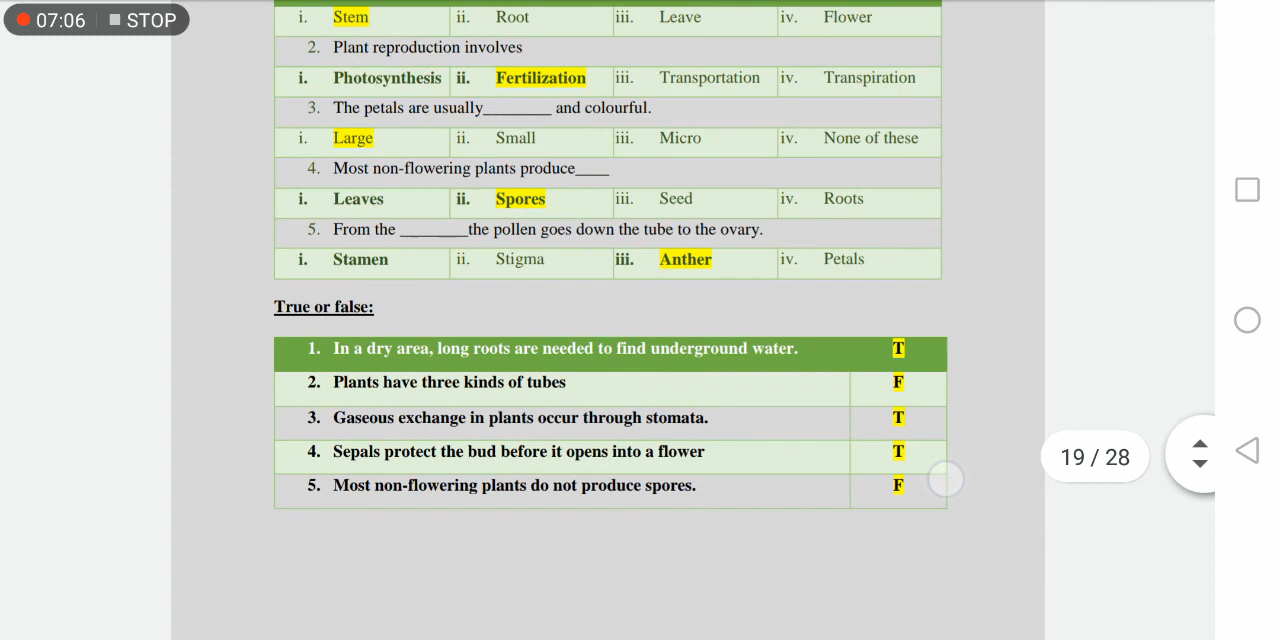 07:06 STOP
i. Stem ii. Root iii. Leave iv. Flower
2. Plant reproduction involves
i. Photosynthesis ii. Fertilization iii. Transportation iv. Transpiration
3. The petals are usually________ and colourful.
i. Large ii. Small iii. Micro iv. None of these
4. Most non-flowering plants produce____
i. Leaves ii. Spores iii. Seed iv. Roots
5. From the ________the pollen goes down the tube to the ovary.
i. Stamen ii. Stigma iii. Anther iv. Petals
True or false:
1. In a dry area, long roots are needed to find underground water. T
2. Plants have three kinds of tubes F
3. Gaseous exchange in plants occur through stomata. T
4. Sepals protect the bud before it opens into a flower T
5. Most non-flowering plants do not produce spores. F
19 / 28